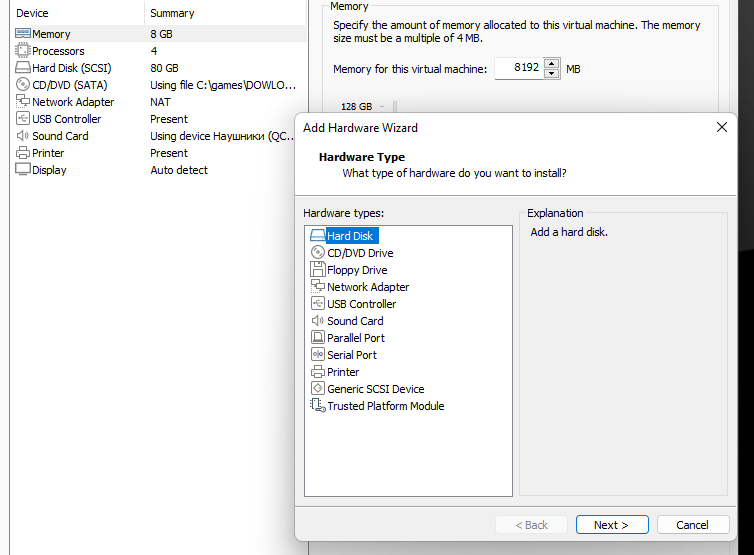 Device Summary
Memory 8 GB
Processors 4
Hard Disk (SCSI) 80 GB
CD/DVD (SATA) Using file C:\games\DOWLO...
Network Adapter NAT
USB Controller Present
Sound Card Using device Наушники (QC...
Printer Present
Display Auto detect
Memory
Specify the amount of memory allocated to this virtual machine. The memory
size must be a multiple of 4 MB.
Memory for this virtual machine: 8192 MB
128 GB
Add Hardware Wizard
Hardware Type
What type of hardware do you want to install?
Hardware types:
Hard Disk
CD/DVD Drive
Floppy Drive
Network Adapter
USB Controller
Sound Card
Parallel Port
Serial Port
Printer
Generic SCSI Device
Trusted Platform Module
Explanation
Add a hard disk.
< Back Next > Cancel